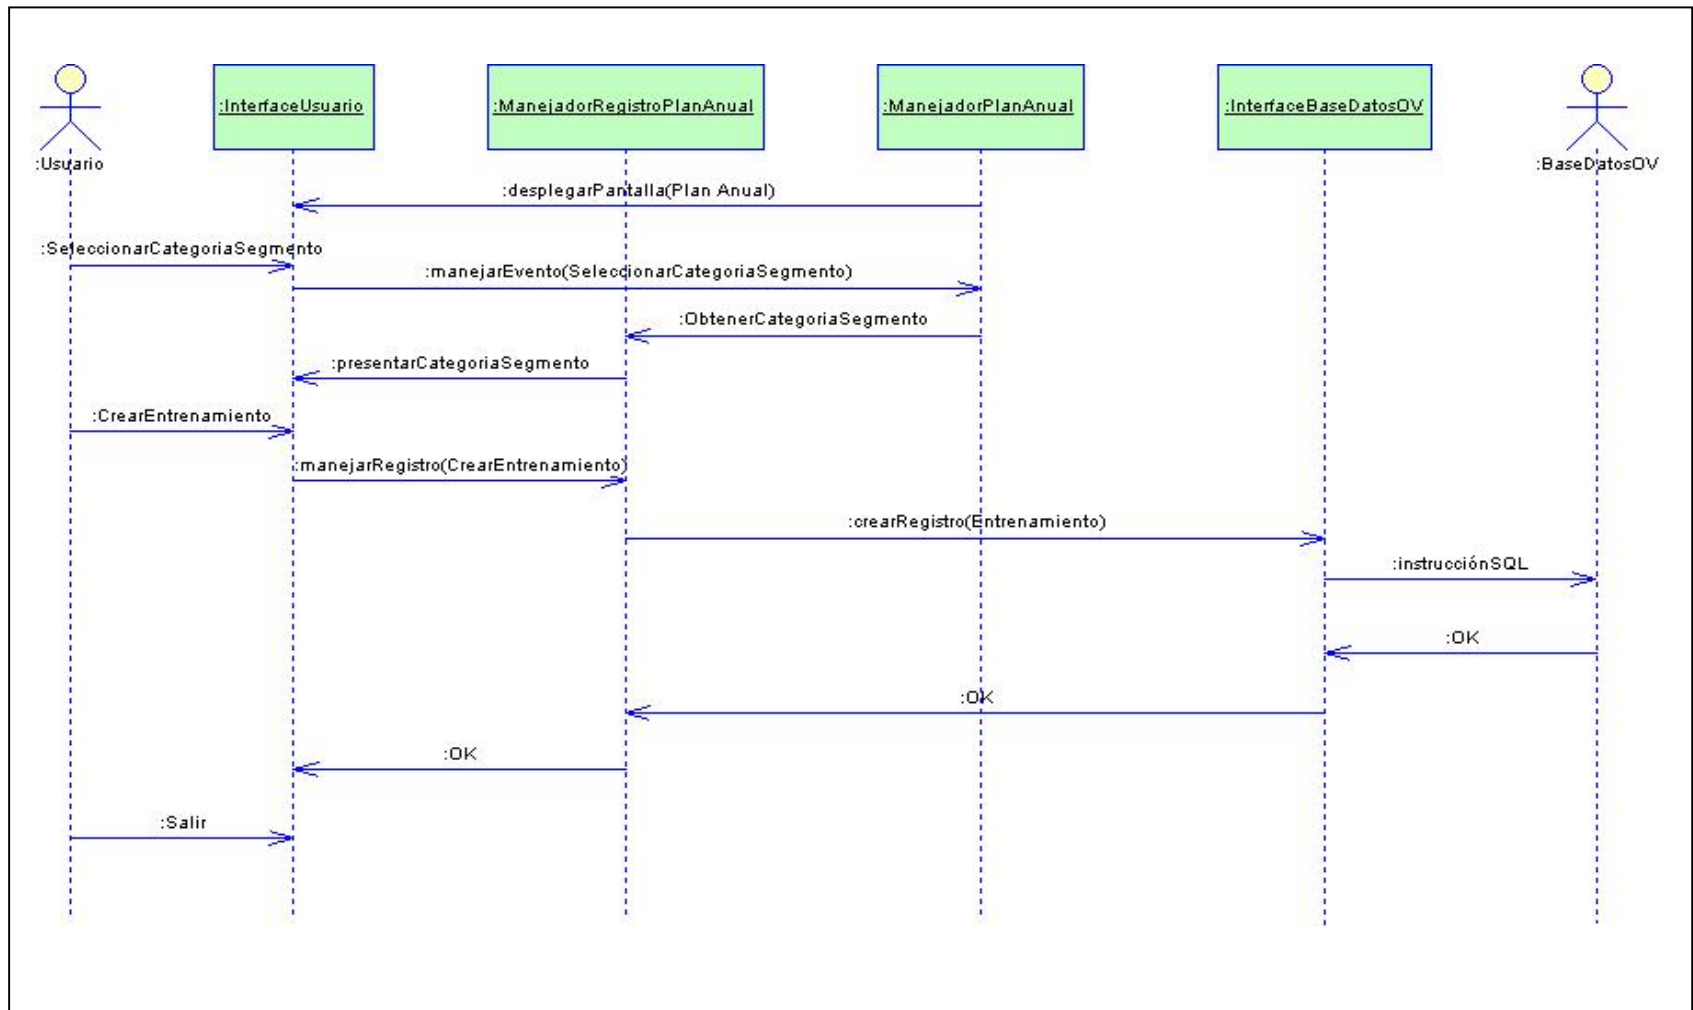 :InterfaceUsuario
:ManejadorRegistroPlanAnual
:ManejadorPlanAnual
:InterfaceBaseDatosOV
:Usuario
:BaseDatosOV
:desplegarPantalla(Plan Anual)
:SeleccionarCategoriaSegmento
:manejarEvento(SeleccionarCategoriaSegmento)
:ObtenerCategoriaSegmento
:presentarCategoriaSegmento
:CrearEntrenamiento
:manejarRegistro(CrearEntrenamiento)
:crearRegistro(Entrenamiento)
:instrucciónSQL
:OK
:OK
:OK
:Salir